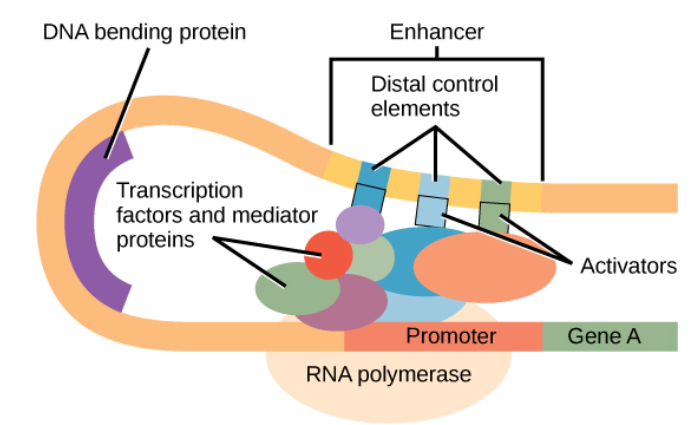 DNA bending protein
Enhancer
Distal control
elements
Transcription
factors and mediator
proteins
Activators
Promoter
Gene A
RNA polymerase